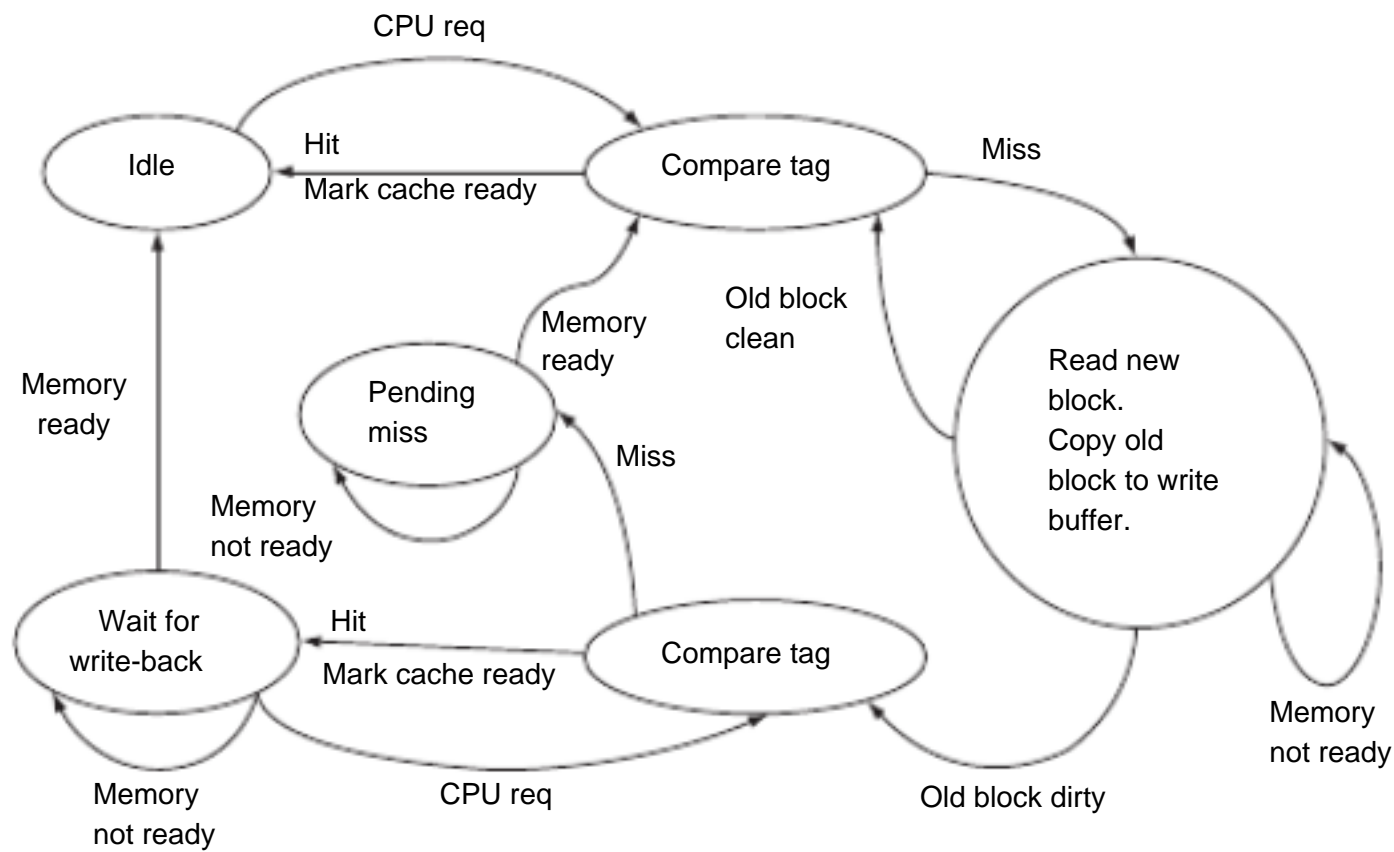 CPU req
Idle
Hit
Mark cache ready
Compare tag
Miss
Old block
clean
Memory
ready
Read new
block.
Copy old
block to write
buffer.
Memory
ready
Pending
miss
Miss
Memory
not ready
Wait for
write-back
Hit
Mark cache ready
Compare tag
Memory
not ready
Memory
not ready
CPU req
Old block dirty